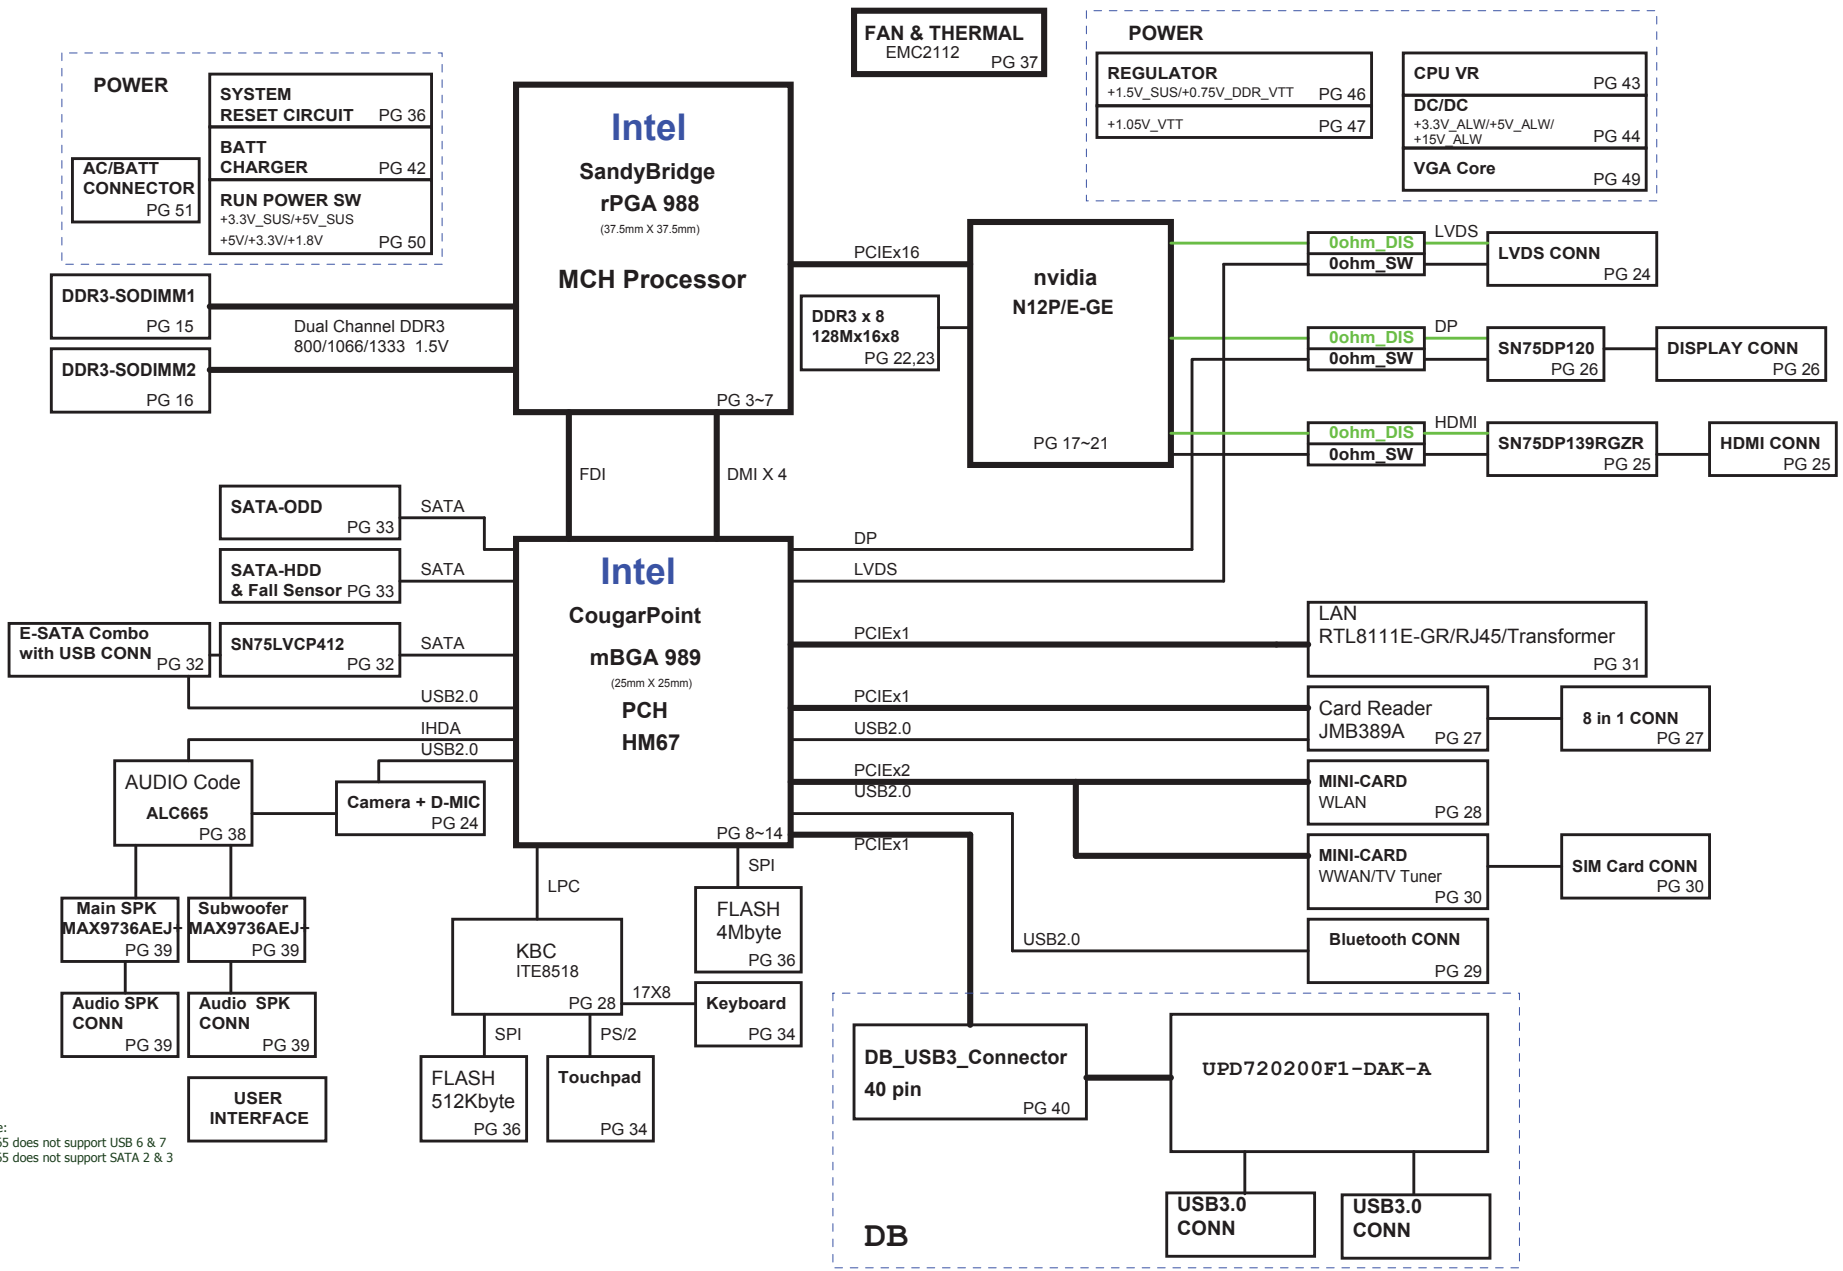 POWER
SYSTEM
RESET CIRCUIT PG 36
BATT
CHARGER PG 42
RUN POWER SW
+3.3V_SUS/+5V_SUS
+5V/+3.3V/+1.8V PG 50
AC/BATT
CONNECTOR
PG 51
FAN & THERMAL
EMC2112 PG 37
POWER
REGULATOR
+1.5V_SUS/+0.75V_DDR_VTT PG 46
+1.05V_VTT PG 47
CPU VR PG 43
DC/DC
+3.3V_ALW/+5V_ALW/
+15V_ALW PG 44
VGA Core PG 49
Intel
SandyBridge
rPGA 988
(37.5mm X 37.5mm)
MCH Processor
PG 3~7
DDR3-SODIMM1
PG 15
DDR3-SODIMM2
PG 16
Dual Channel DDR3
800/1066/1333 1.5V
PCIEx16
DDR3 x 8
128Mx16x8
PG 22,23
nvidia
N12P/E-GE
PG 17~21
0ohm_DIS
0ohm_SW
LVDS
LVDS CONN
PG 24
0ohm_DIS
0ohm_SW
DP
SN75DP120
PG 26
DISPLAY CONN
PG 26
0ohm_DIS
0ohm_SW
HDMI
SN75DP139RGZR
PG 25
HDMI CONN
PG 25
FDI
DMI X 4
SATA-ODD
PG 33
SATA
SATA-HDD
& Fall Sensor PG 33
SATA
E-SATA Combo
with USB CONN PG 32
SN75LVCP412
PG 32
SATA
USB2.0
IHDA
USB2.0
Intel
CougarPoint
mBGA 989
(25mm X 25mm)
PCH
HM67
PG 8~14
DP
LVDS
PCIEx1
LAN
RTL8111E-GR/RJ45/Transformer
PG 31
PCIEx1
USB2.0
Card Reader
JMB389A PG 27
8 in 1 CONN
PG 27
PCIEx2
USB2.0
MINI-CARD
WLAN
PG 28
PCIEx1
MINI-CARD
WWAN/TV Tuner
PG 30
SIM Card CONN
PG 30
USB2.0
Bluetooth CONN
PG 29
AUDIO Code
ALC665
PG 38
Camera + D-MIC
PG 24
Main SPK
MAX9736AEJ+
PG 39
Subwoofer
MAX9736AEJ+
PG 39
Audio SPK
CONN
PG 39
Audio SPK
CONN
PG 39
USER
INTERFACE
LPC
SPI
FLASH
4Mbyte
PG 36
KBC
ITE8518
PG 28
17X8
Keyboard
PG 34
SPI
PS/2
FLASH
512Kbyte
PG 36
Touchpad
PG 34
e:
5 does not support USB 6 & 7
5 does not support SATA 2 & 3
DB_USB3_Connector
40 pin
PG 40
UPD720200F1-DAK-A
USB3.0
CONN
USB3.0
CONN
DB